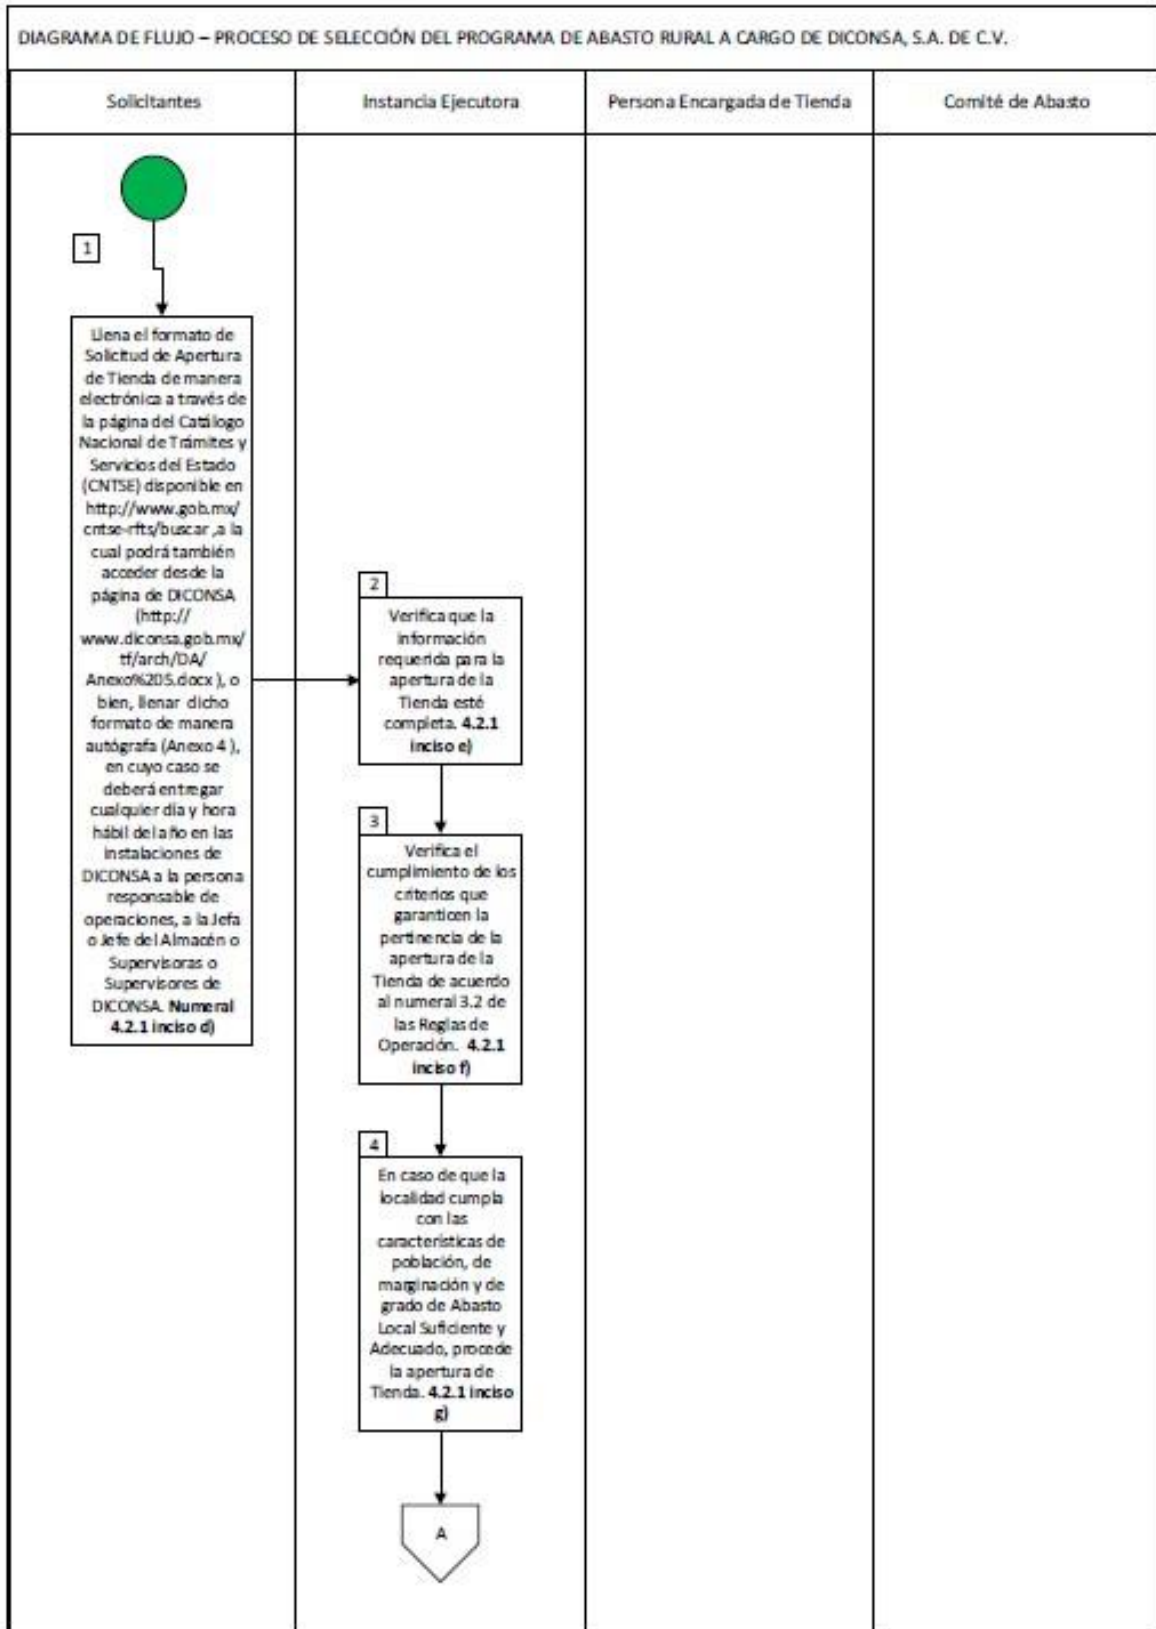 DIAGRAMA DE FLUJO – PROCESO DE SELECCIÓN DEL PROGRAMA DE ABASTO RURAL A CARGO DE DICONSA, S.A. DE C.V.
Solicitantes
Instancia Ejecutora
Persona Encargada de Tienda
Comité de Abasto
1
Llena el formato de
Solicitud de Apertura
de Tienda de manera
electrónica a través de
la página del Catálogo
Nacional de Trámites y
Servicios del Estado
(CNTSE) disponible en
http://www.gob.mx/
cntse-rfts/buscar ,a la
cual podrá también
acceder desde la
página de DICONSA
(http://
www.diconsa.gob.mx/
tf/arch/DA/
Anexo%205.docx ), o
bien, llenar dicho
formato de manera
autógrafa (Anexo 4 ),
en cuyo caso se
deberá entregar
cualquier día y hora
hábil del año en las
instalaciones de
DICONSA a la persona
responsable de
operaciones, a la Jefa
o Jefe del Almacén o
Supervisoras o
Supervisores de
DICONSA. Numeral
4.2.1 inciso d)
2
Verifica que la
información
requerida para la
apertura de la
Tienda esté
completa. 4.2.1
inciso e)
3
Verifica el
cumplimiento de los
criterios que
garanticen la
pertinencia de la
apertura de la
Tienda de acuerdo
al numeral 3.2 de
las Reglas de
Operación. 4.2.1
inciso f)
4
En caso de que la
localidad cumpla
con las
características de
población, de
marginación y de
grado de Abasto
Local Suficiente y
Adecuado, procede
la apertura de
Tienda. 4.2.1 inciso
g)
A